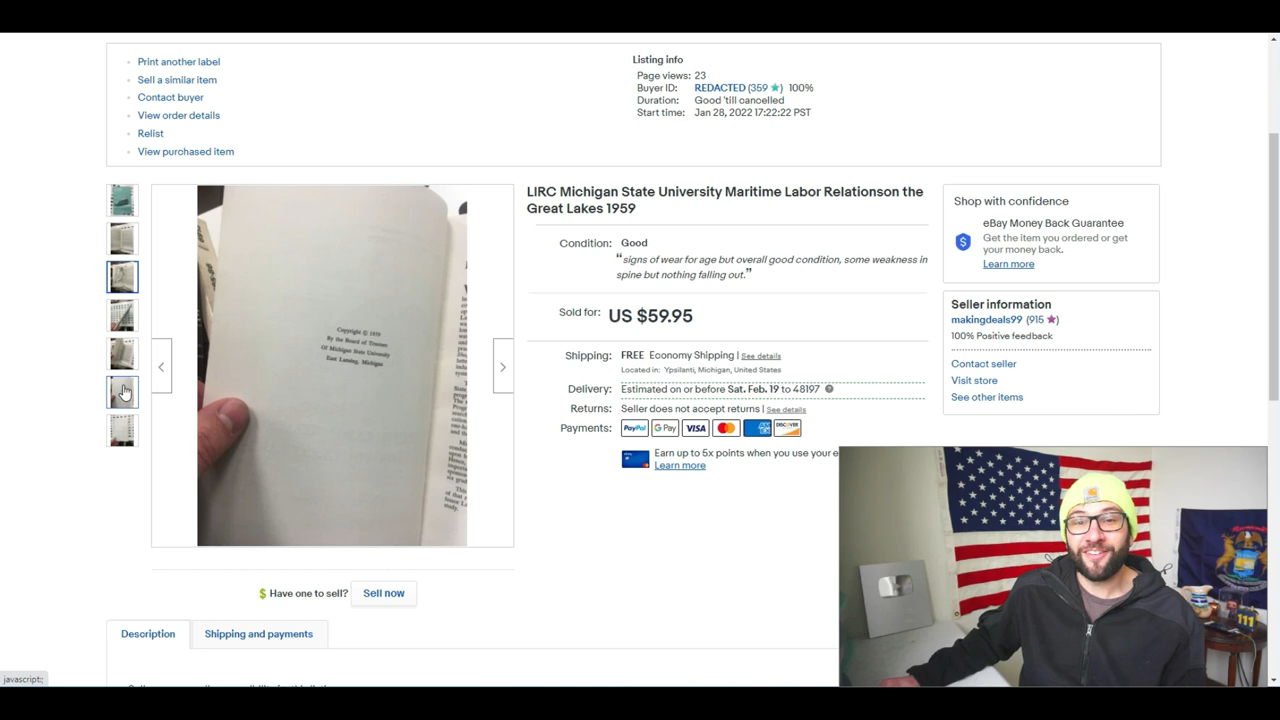 Print another label
Sell a similar item
Contact buyer
View order details
Relist
View purchased item
Listing info
Page views: 23
Buyer ID: REDACTED (359 ) 100%
Duration: Good 'till cancelled
Start time: Jan 28, 2022 17:22:22 PST
LIRC Michigan State University Maritime Labor Relationson the
Great Lakes 1959
Condition: Good
“signs of wear for age but overall good condition, some weakness in
spine but nothing falling out.”
Sold for: US $59.95
Shipping: FREE Economy Shipping | See details
Located in: Ypsilanti, Michigan, United States
Delivery: Estimated on or before Sat. Feb. 19 to 48197
Returns: Seller does not accept returns | See details
Payments: PayPal G Pay VISA DISCOVER
Earn up to 5x points when you use your e
Learn more
Shop with confidence
eBay Money Back Guarantee
Get the item you ordered or get
your money back.
Learn more
Seller information
makingdeals99 (915 )
100% Positive feedback
Contact seller
Visit store
See other items
Copyright © 1959
By the Board of Trustees
Of Michigan State University
East Lansing, Michigan
$ Have one to sell? Sell now
Description
Shipping and payments
javascript:;
111